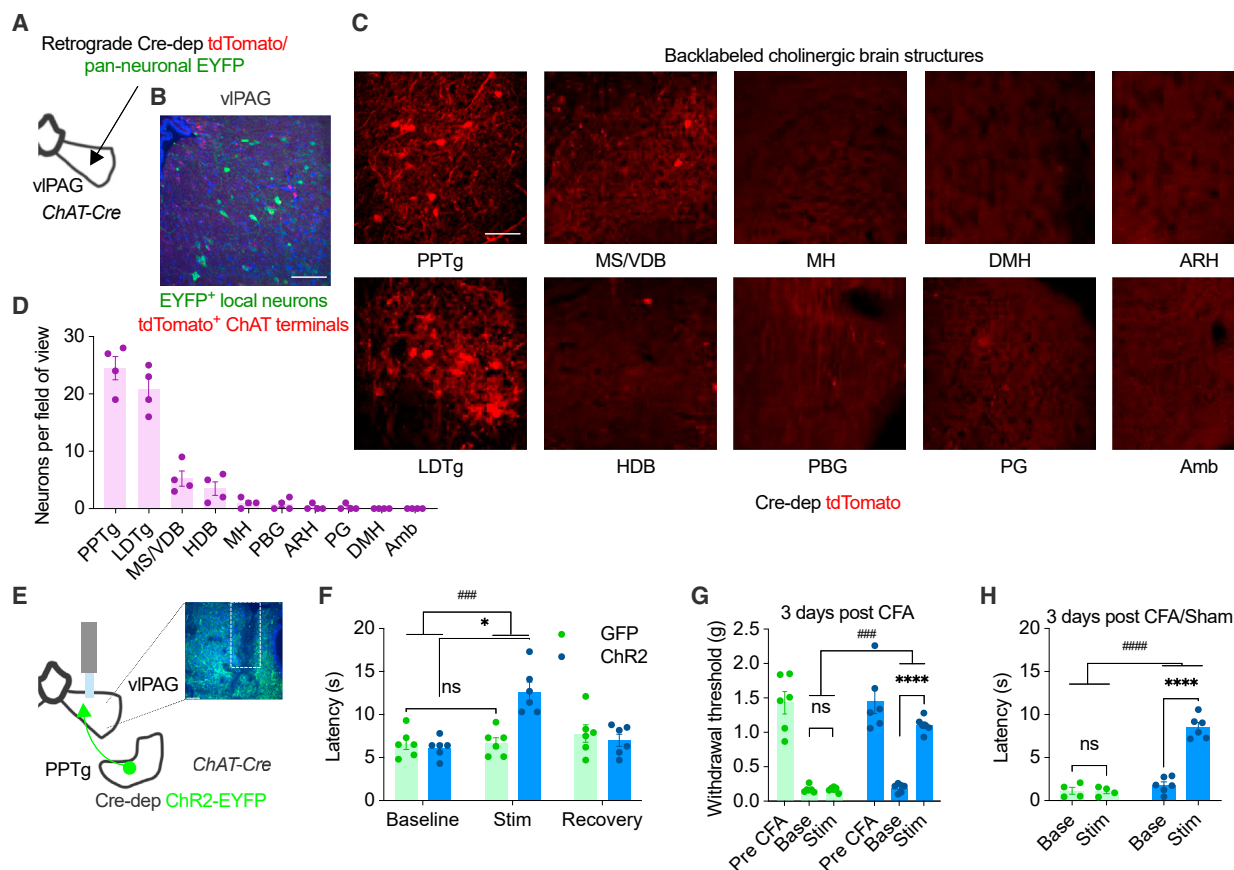 A
Retrograde Cre-dep tdTomato/
pan-neuronal EYFP
vlPAG
ChAT-Cre
B
vlPAG
EYFP+ local neurons
tdTomato+ ChAT terminals
C
Backlabeled cholinergic brain structures
PPTg MS/VDB MH DMH ARH
LDTg HDB PBG PG Amb
Cre-dep tdTomato
D
Neurons per field of view
30
20
10
0
PPTg LDTg MS/VDB HDB MH PBG ARH PG DMH Amb
E
vlPAG
PPTg
ChAT-Cre
Cre-dep ChR2-EYFP
F
###
*
ns
GFP
ChR2
Latency (s)
20
15
10
5
0
Baseline Stim Recovery
G
3 days post CFA
###
****
ns
Withdrawal threshold (g)
2.5
2.0
1.5
1.0
0.5
0.0
Pre CFA Base Stim Pre CFA Base Stim
H
3 days post CFA/Sham
####
****
ns
Latency (s)
20
15
10
5
0
Base Stim Base Stim